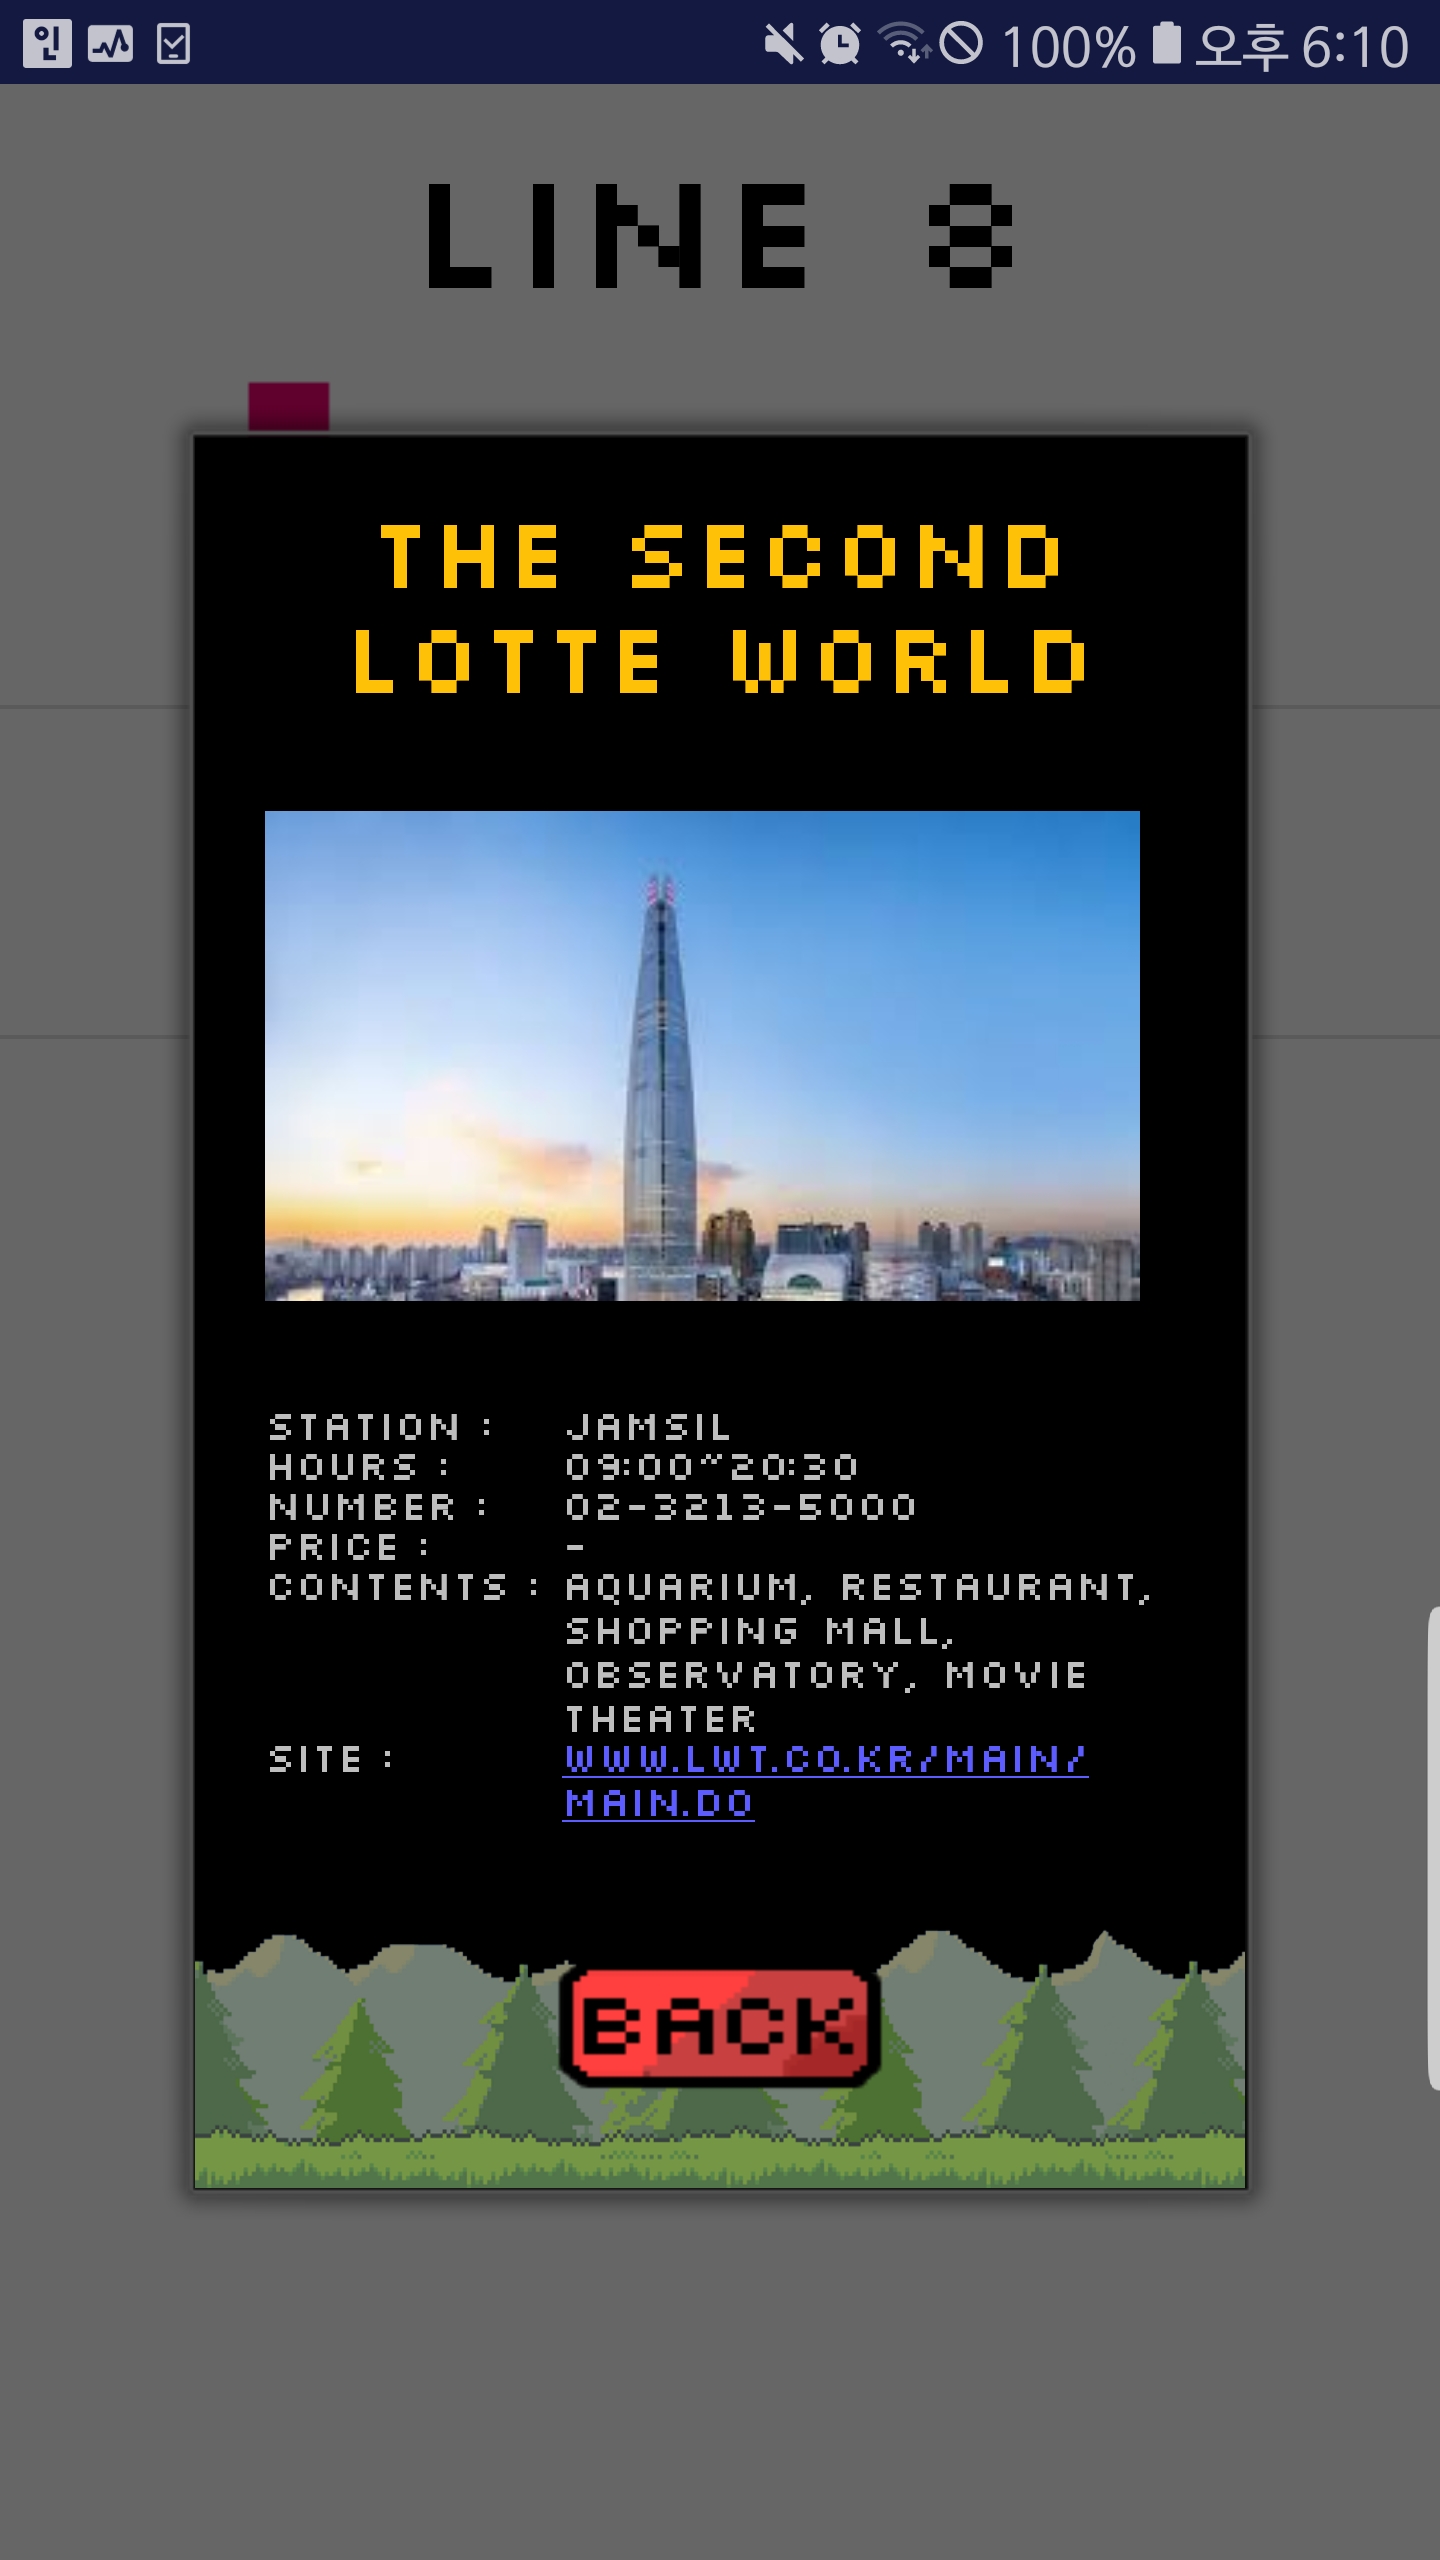 100% 오후 6:10
LINE 8
THE SECOND
LOTTE WORLD
STATION : JAMSIL
HOURS : 09:00~20:30
NUMBER : 02-3213-5000
PRICE : -
CONTENTS : AQUARIUM, RESTAURANT,
SHOPPING MALL,
OBSERVATORY, MOVIE
THEATER
SITE : WWW.LWT.CO.KR/MAIN/
MAIN.DO
BACK